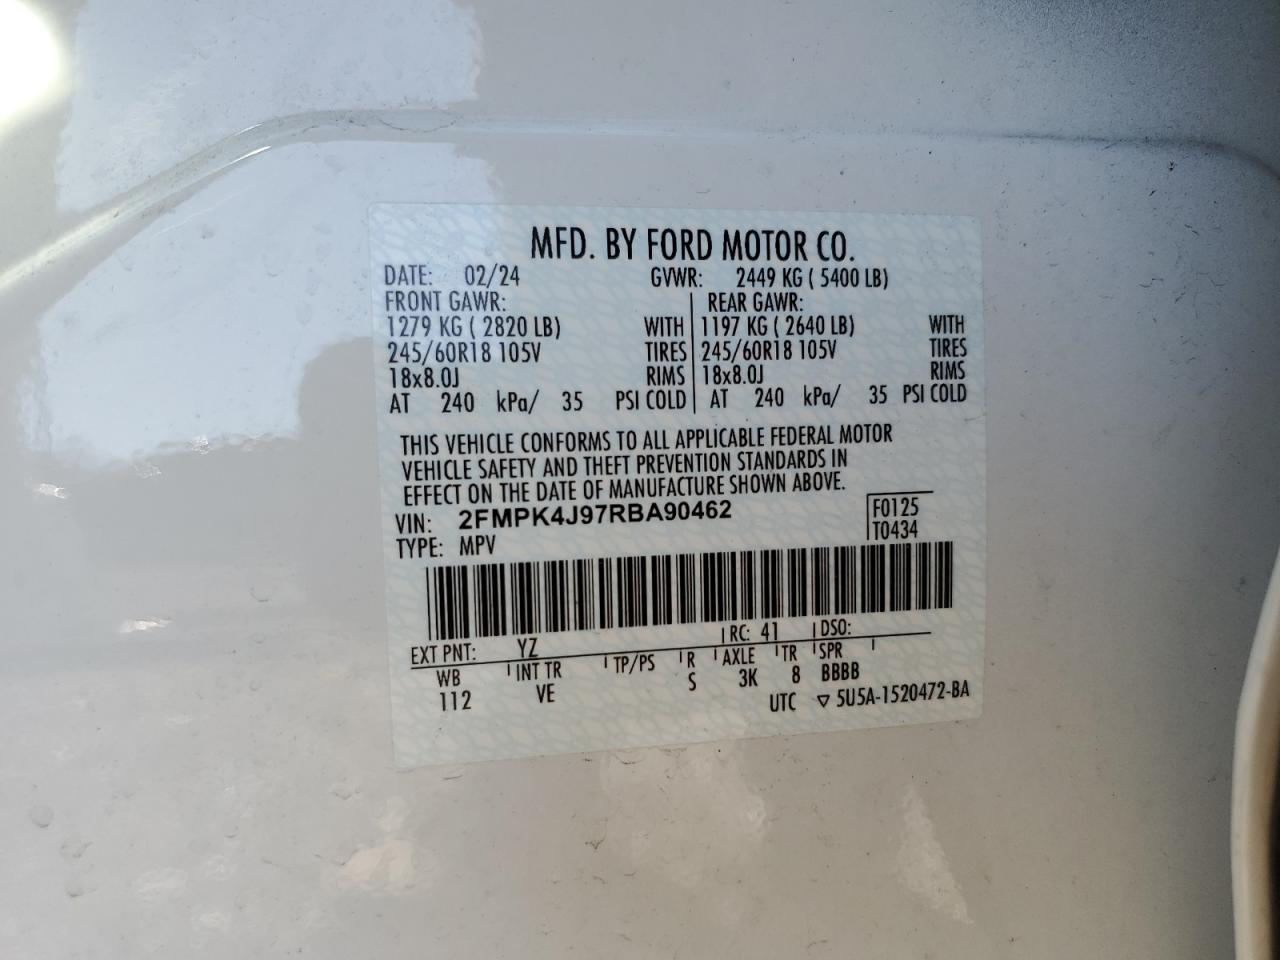 MFD. BY FORD MOTOR CO.
DATE: 02/24 GVWR: 2449 KG ( 5400 LB)
FRONT GAWR: REAR GAWR:
1279 KG ( 2820 LB) WITH 1197 KG ( 2640 LB) WITH
245/60R18 105V TIRES 245/60R18 105V TIRES
18x8.0J RIMS 18x8.0J RIMS
AT 240 kPa/ 35 PSI COLD AT 240 kPa/ 35 PSI COLD
THIS VEHICLE CONFORMS TO ALL APPLICABLE FEDERAL MOTOR
VEHICLE SAFETY AND THEFT PREVENTION STANDARDS IN
EFFECT ON THE DATE OF MANUFACTURE SHOWN ABOVE.
VIN: 2FMPK4J97RBA90462 F0125
TYPE: MPV T0434
EXT PNT: YZ RC: 41 DSO:
WB INT TR TP/PS R AXLE TR SPR
112 VE S 3K 8 BBBB
UTC ▽ 5U5A-1520472-BA